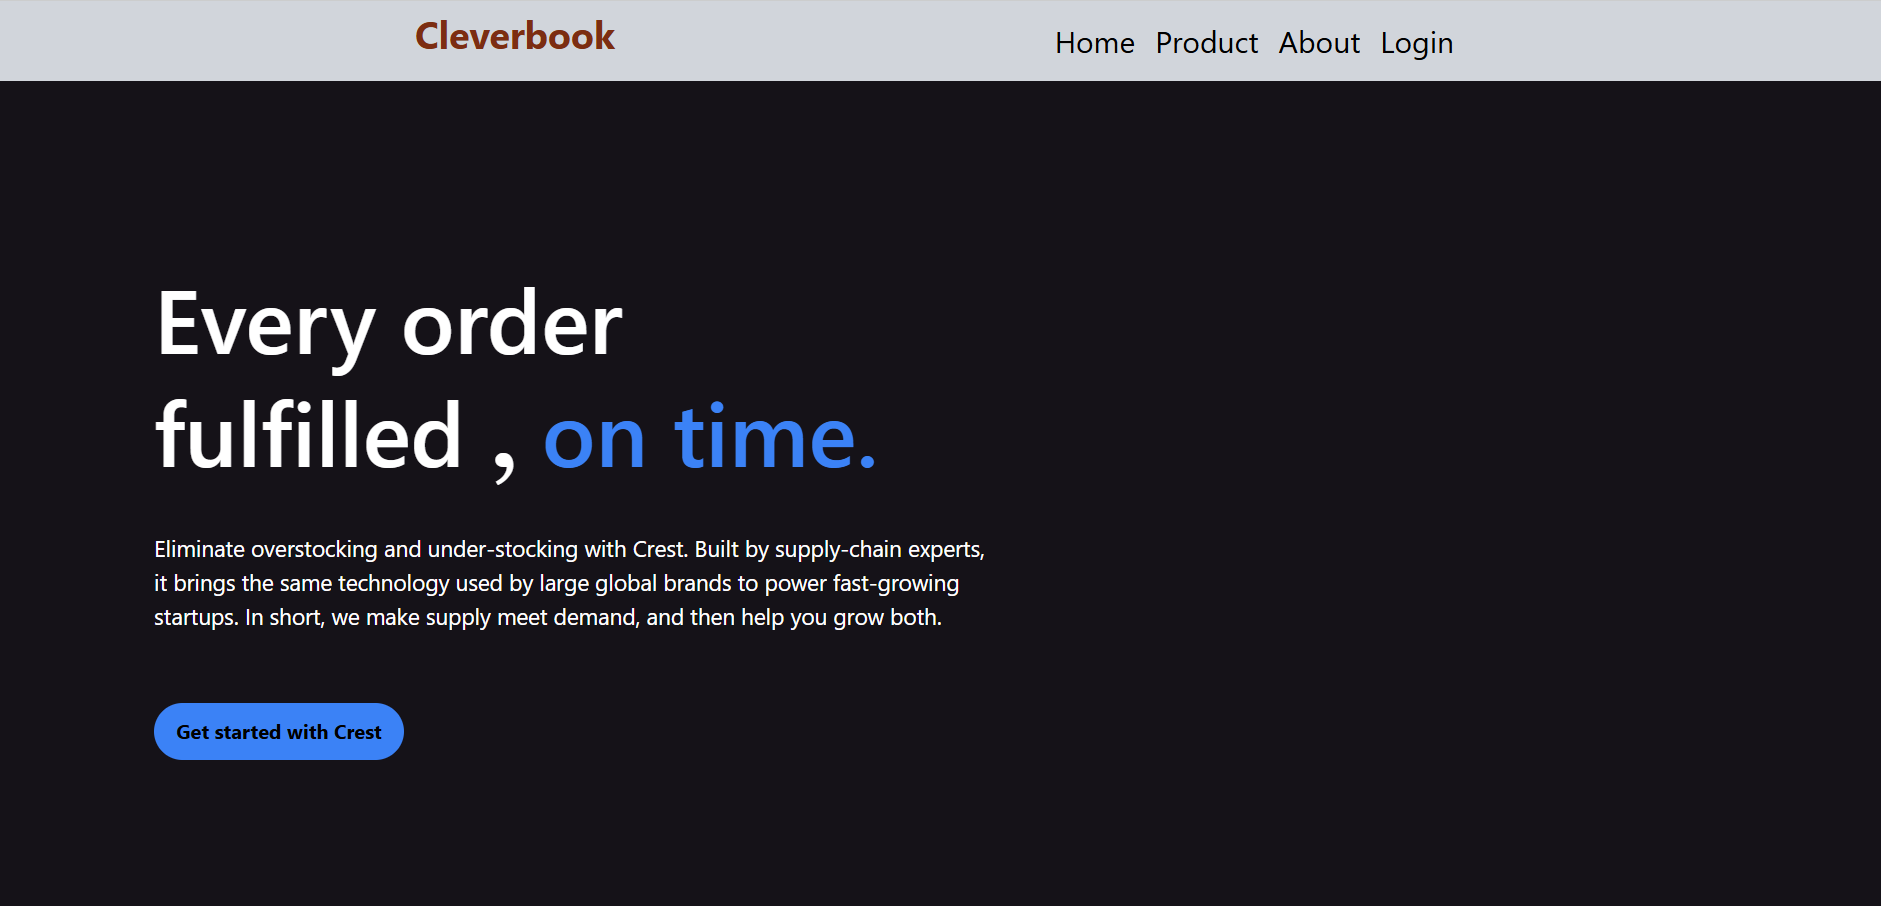 Cleverbook
Home Product About Login
Every order
fulfilled , on time.
Eliminate overstocking and under-stocking with Crest. Built by supply-chain experts,
it brings the same technology used by large global brands to power fast-growing
startups. In short, we make supply meet demand, and then help you grow both.
Get started with Crest